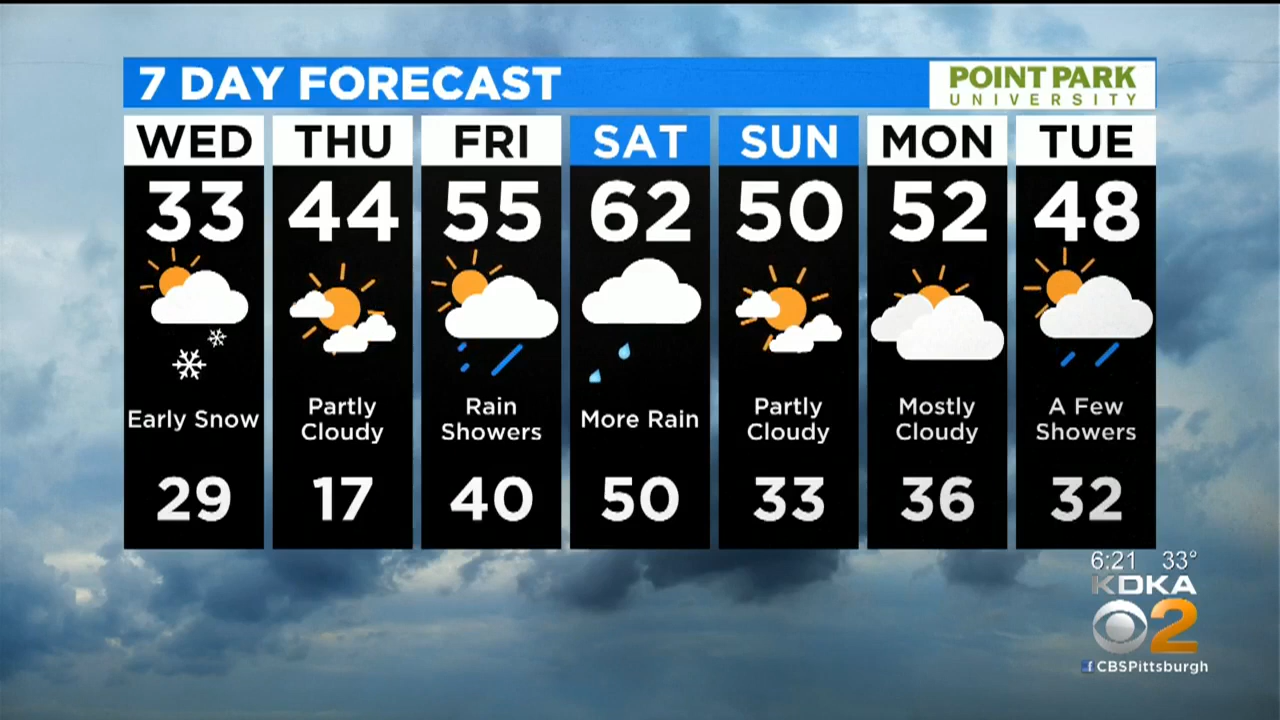 7 DAY FORECAST
POINT PARK
UNIVERSITY
WED THU FRI SAT SUN MON TUE
33 44 55 62 50 52 48
Early Snow
Partly
Cloudy
Rain
Showers
More Rain
Partly
Cloudy
Mostly
Cloudy
A Few
Showers
29 17 40 50 33 36 32
6:21 33°
KDKA
2
f CBSPittsburgh